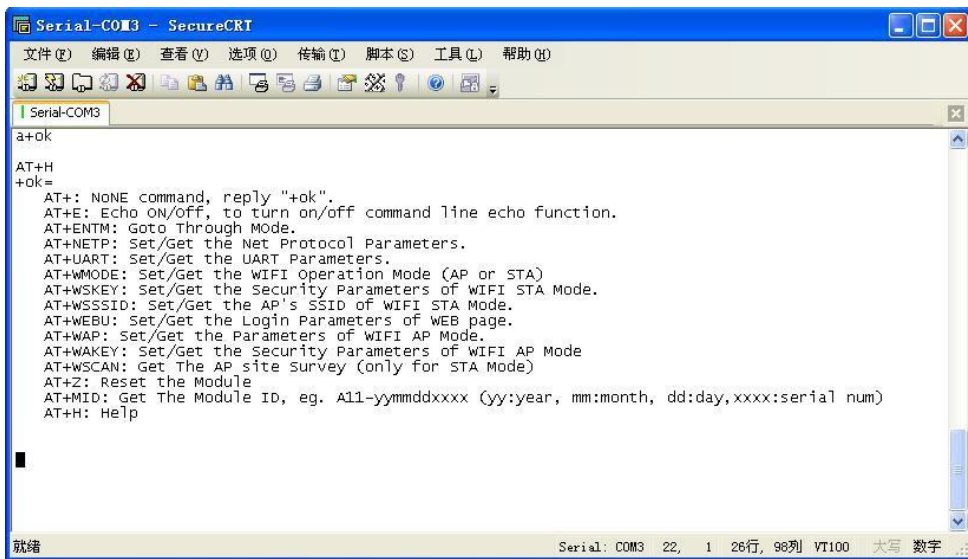 Serial-COM3 - SecureCRT
文件(F) 编辑(E) 查看(V) 选项(O) 传输(T) 脚本(S) 工具(L) 帮助(H)
Serial-COM3
a+ok
AT+H
+ok=
AT+: NONE command, reply "+ok".
AT+E: Echo ON/Off, to turn on/off command line echo function.
AT+ENTM: Goto Through MOde.
AT+NETP: Set/Get the Net Protocol Parameters.
AT+UART: Set/Get the UART Parameters.
AT+WMODE: Set/Get the WIFI Operation Mode (AP or STA)
AT+WSKEY: Set/Get the Security Parameters of WIFI STA Mode.
AT+WSSSID: Set/Get the AP's SSID of WIFI STA Mode.
AT+WEBU: Set/Get the Login Parameters of WEB page.
AT+WAP: Set/Get the Parameters of WIFI AP Mode.
AT+WAKEY: Set/Get the Security Parameters of WIFI AP Mode
AT+WSCAN: Get The AP site Survey (only for STA Mode)
AT+Z: Reset the Module
AT+MID: Get The Module ID, eg. A11-yymmddxxxx (yy:year, mm:month, dd:day,xxxx:serial num)
AT+H: Help
就绪 Serial: COM3 22, 1 26行, 98列 VT100 大写 数字